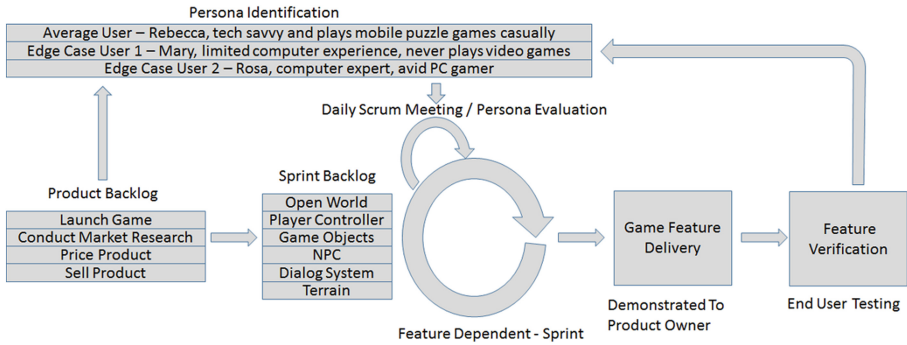 Persona Identification
Average User – Rebecca, tech savvy and plays mobile puzzle games casually
Edge Case User 1 – Mary, limited computer experience, never plays video games
Edge Case User 2 – Rosa, computer expert, avid PC gamer
Daily Scrum Meeting / Persona Evaluation
Product Backlog
Launch Game
Conduct Market Research
Price Product
Sell Product
Sprint Backlog
Open World
Player Controller
Game Objects
NPC
Dialog System
Terrain
Feature Dependent - Sprint
Game Feature
Delivery
Demonstrated To
Product Owner
Feature
Verification
End User Testing